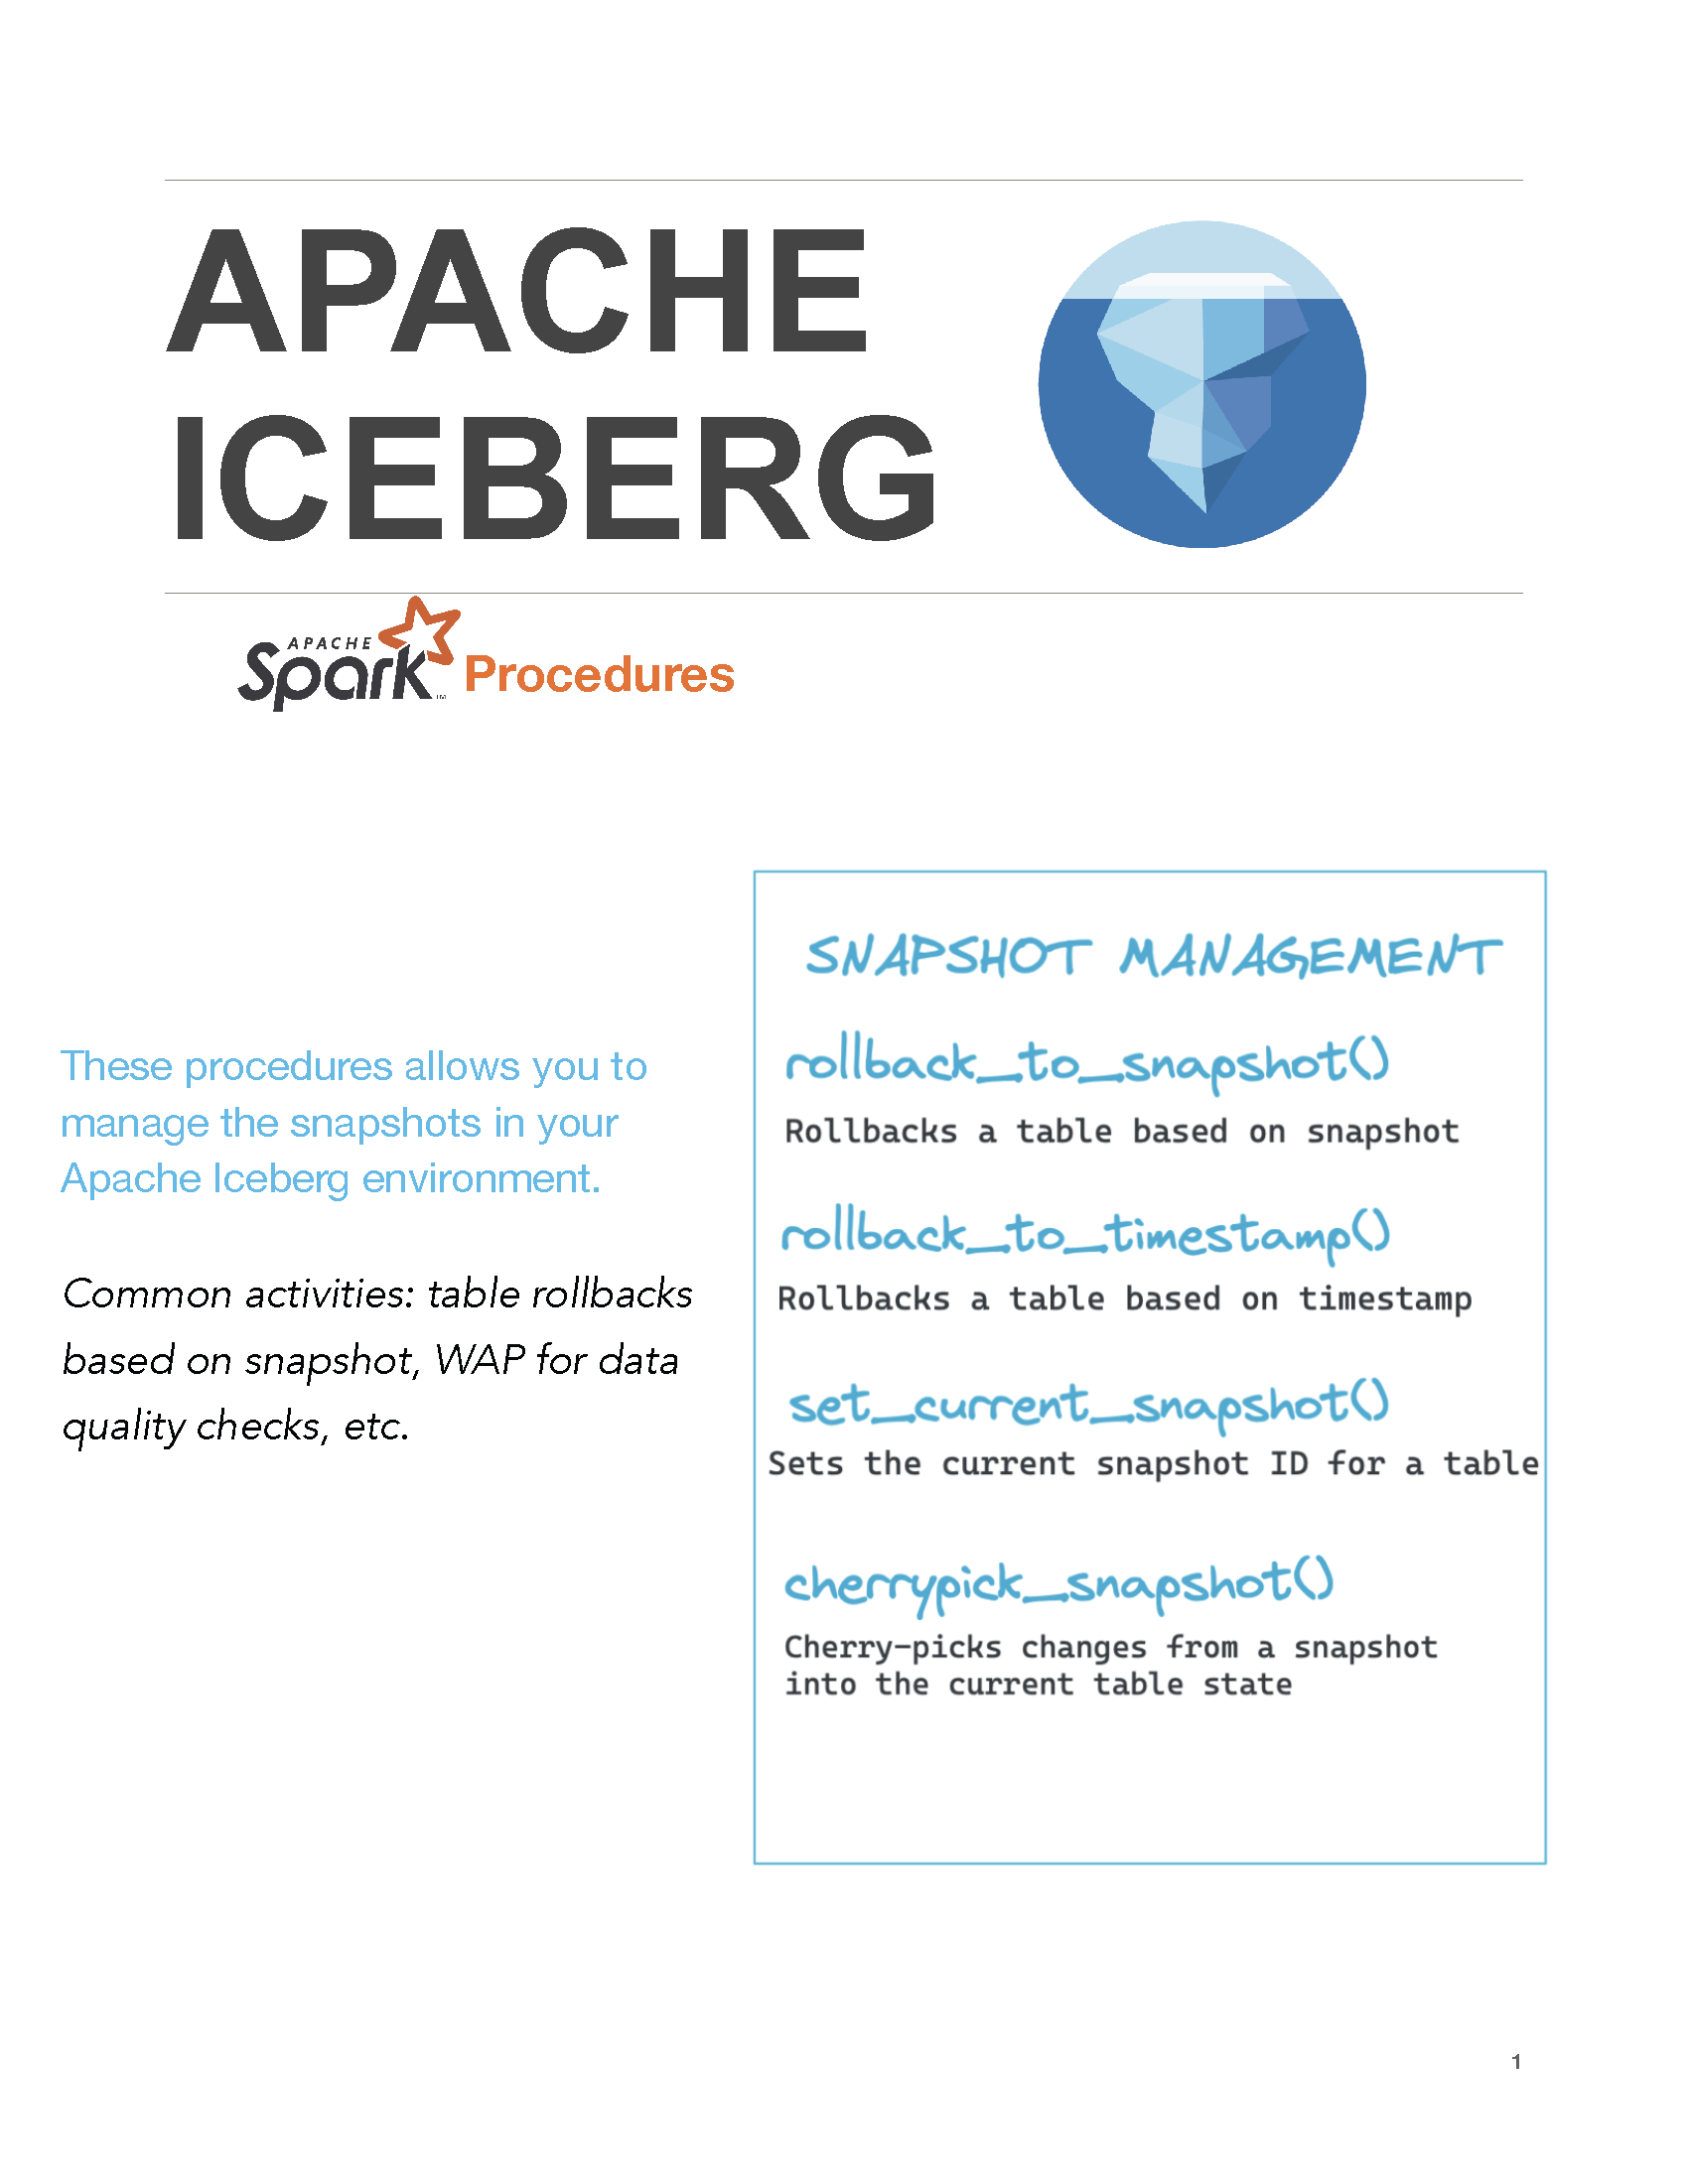 APACHE
ICEBERG
APACHE
Spark™ Procedures
These procedures allows you to
manage the snapshots in your
Apache Iceberg environment.
Common activities: table rollbacks
based on snapshot, WAP for data
quality checks, etc.
SNAPSHOT MANAGEMENT
rollback_to_snapshot()
Rollbacks a table based on snapshot
rollback_to_timestamp()
Rollbacks a table based on timestamp
set_current_snapshot()
Sets the current snapshot ID for a table
cherrypick_snapshot()
Cherry-picks changes from a snapshot
into the current table state
1